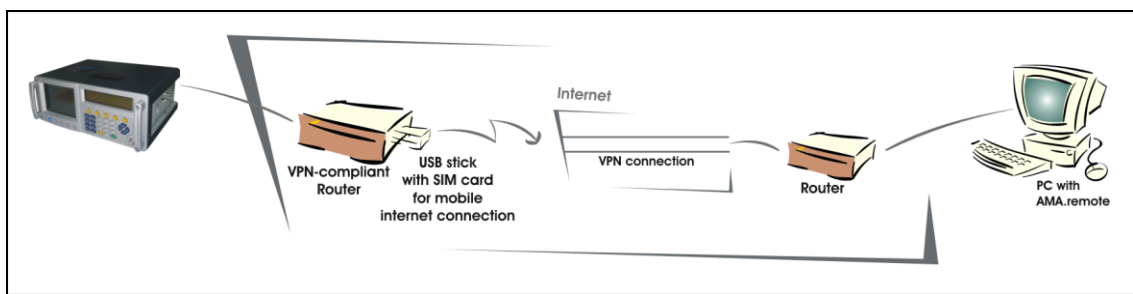 VPN-compliant
Router
USB stick
with SIM card
for mobile
internet connection
Internet
VPN connection
Router
PC with
AMA.remote